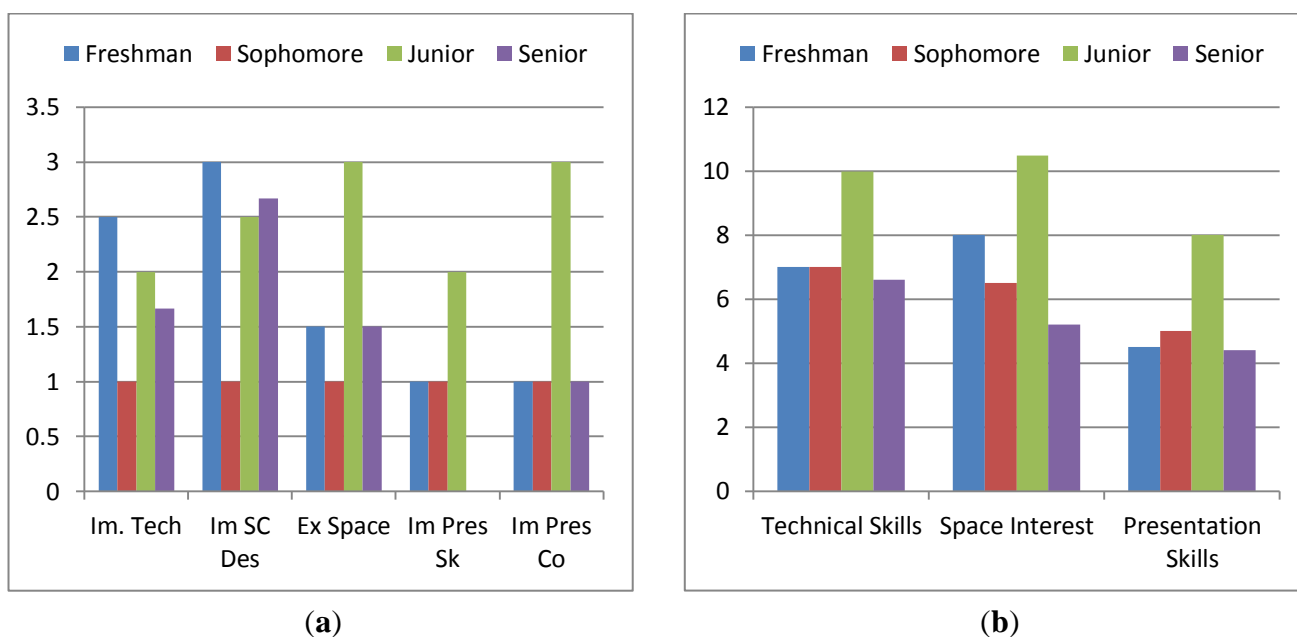 Freshman Sophomore Junior Senior
3.5
3
2.5
2
1.5
1
0.5
0
Im. Tech Im SC Des Ex Space Im Pres Sk Im Pres Co
(a)
Freshman Sophomore Junior Senior
12
10
8
6
4
2
0
Technical Skills Space Interest Presentation Skills
(b)